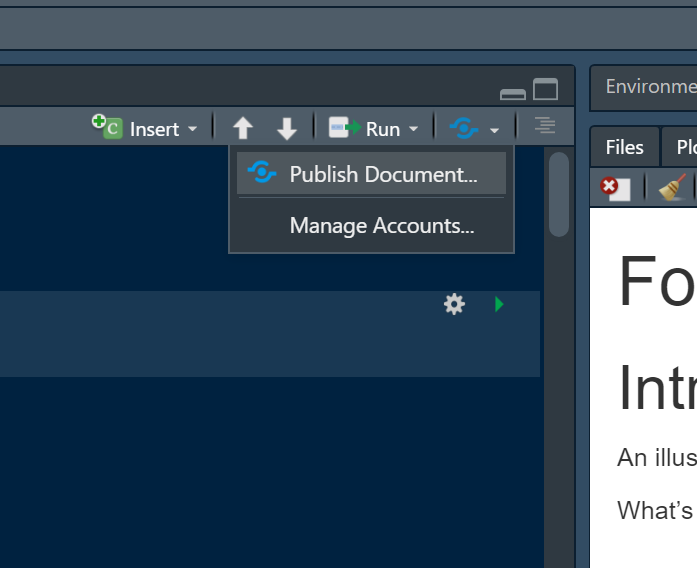 Environme
C Insert
Run
Files
Plo
Publish Document...
Manage Accounts...
Fo
Intr
An illus
What's